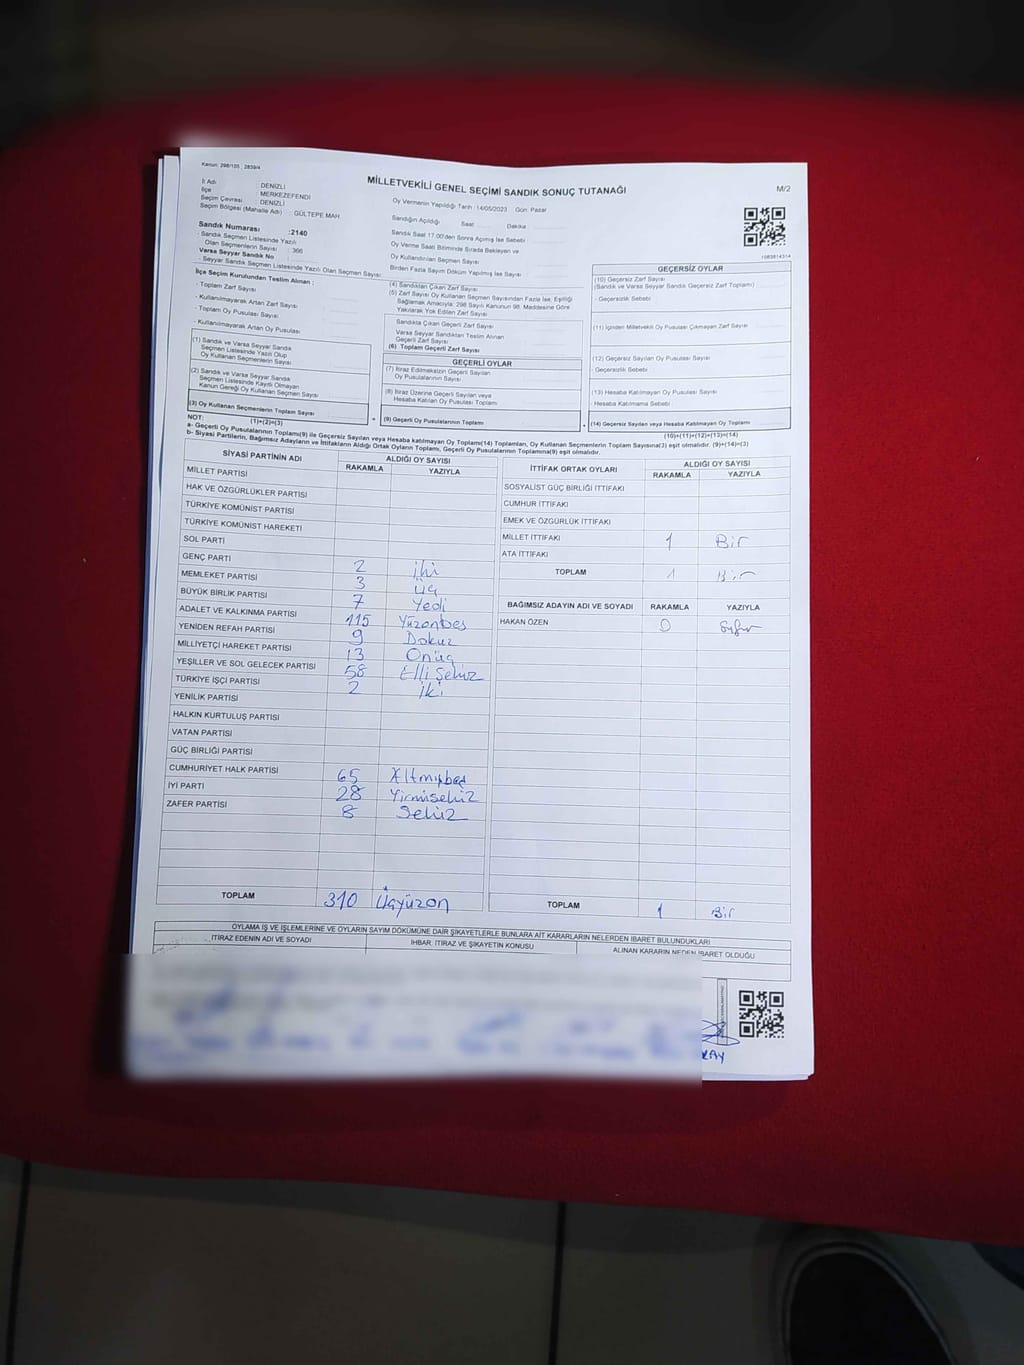 Kanun: 298/105 ; 2839/4
MİLLETVEKİLİ GENEL SEÇİMİ SANDIK SONUÇ TUTANAĞI
M/2
İl Adı DENİZLİ
İlçe MERKEZEFENDİ
Seçim Çevresi DENİZLİ
Seçim Bölgesi (Mahalle Adı) : GÜLTEPE MAH
Oy Vermenin Yapıldığı Tarih : 14/05/2023 Gün: Pazar
Sandığın Açıldığı Saat Dakika
Sandık Numarası :2140
- Sandık Seçmen Listesinde Yazılı
Olan Seçmenlerin Sayısı : 366
Varsa Seyyar Sandık No
- Seyyar Sandık Seçmen Listesinde Yazılı Olan Seçmen Sayısı
Sandık Saat 17.00'den Sonra Açılmış İse Sebebi
Oy Verme Saati Bitiminde Sırada Bekleyen ve
Oy Kullandırılan Seçmen Sayısı
Birden Fazla Sayım Döküm Yapılmış İse Sayısı
1083814314
İlçe Seçim Kurulundan Teslim Alınan :
- Toplam Zarf Sayısı
- Kullanılmayarak Artan Zarf Sayısı
- Toplam Oy Pusulası Sayısı
- Kullanılmayarak Artan Oy Pusulası
(1) Sandık ve Varsa Seyyar Sandık
Seçmen Listesinde Yazılı Olup
Oy Kullanan Seçmenlerin Sayısı
(2) Sandık ve Varsa Seyyar Sandık
Seçmen Listesinde Kayıtlı Olmayan
Kanun Gereği Oy Kullanan Seçmen Sayısı
(3) Oy Kullanan Seçmenlerin Toplam Sayısı
(1)+(2)=(3)
(4) Sandıktan Çıkan Zarf Sayısı
(5) Zarf Sayısı Oy Kullanan Seçmen Sayısından Fazla İse, Eşitliği
Sağlamak Amacıyla; 298 Sayılı Kanunun 98. Maddesine Göre
Yakılarak Yok Edilen Zarf Sayısı
Sandıkta Çıkan Geçerli Zarf Sayısı
Varsa Seyyar Sandıktan Teslim Alınan
Geçerli Zarf Sayısı
(6) Toplam Geçerli Zarf Sayısı
GEÇERLİ OYLAR
(7) İtiraz Edilmeksizin Geçerli Sayılan
Oy Pusulalarının Sayısı
(8) İtiraz Üzerine Geçerli Sayılan veya
Hesaba Katılan Oy Pusulası Toplamı
(9) Geçerli Oy Pusulalarının Toplamı
GEÇERSİZ OYLAR
(10) Geçersiz Zarf Sayısı
(Sandık ve Varsa Seyyar Sandık Geçersiz Zarf Toplamı)
- Geçersizlik Sebebi
(11) İçinden Milletvekili Oy Pusulası Çıkmayan Zarf Sayısı
(12) Geçersiz Sayılan Oy Pusulası Sayısı
- Geçersizlik Sebebi
(13) Hesaba Katılmayan Oy Pusulası Sayısı
- Hesaba Katılmama Sebebi
(14) Geçersiz Sayılan veya Hesaba Katılmayan Oy Toplamı
(10)+(11)+(12)+(13)=(14)
NOT:
a- Geçerli Oy Pusulalarının Toplamı(9) ile Geçersiz Sayılan veya Hesaba katılmayan Oy Toplamı(14) Toplamları, Oy Kullanan Seçmenlerin Toplam Sayısına(3) eşit olmalıdır. (9)+(14)=(3)
b- Siyasi Partilerin, Bağımsız Adayların ve İttifakların Aldığı Ortak Oyların Toplamı, Geçerli Oy Pusulalarının Toplamına(9) eşit olmalıdır.
SİYASİ PARTİNİN ADI ALDIĞI OY SAYISI
RAKAMLA YAZIYLA
MİLLET PARTİSİ
HAK VE ÖZGÜRLÜKLER PARTİSİ
TÜRKİYE KOMÜNİST PARTİSİ
TÜRKİYE KOMÜNİST HAREKETİ
SOL PARTİ
GENÇ PARTİ 2 iki
MEMLEKET PARTİSİ 3 üç
BÜYÜK BİRLİK PARTİSİ 7 Yedi
ADALET VE KALKINMA PARTİSİ 115 Yüzonbeş
YENİDEN REFAH PARTİSİ 9 Dokuz
MİLLİYETÇİ HAREKET PARTİSİ 13 Onüç
YEŞİLLER VE SOL GELECEK PARTİSİ 58 Elli Sekiz
TÜRKİYE İŞÇİ PARTİSİ 2 iki
YENİLİK PARTİSİ
HALKIN KURTULUŞ PARTİSİ
VATAN PARTİSİ
GÜÇ BİRLİĞİ PARTİSİ
CUMHURİYET HALK PARTİSİ 65 Altmışbeş
İYİ PARTİ 28 Yirmisekiz
ZAFER PARTİSİ 8 Sekiz
TOPLAM 310 Üçyüzon
İTTİFAK ORTAK OYLARI ALDIĞI OY SAYISI
RAKAMLA YAZIYLA
SOSYALİST GÜÇ BİRLİĞİ İTTİFAKI
CUMHUR İTTİFAKI
EMEK VE ÖZGÜRLÜK İTTİFAKI
MİLLET İTTİFAKI 1 Bir
ATA İTTİFAKI
TOPLAM 1 Bir
BAĞIMSIZ ADAYIN ADI VE SOYADI RAKAMLA YAZIYLA
HAKAN ÖZEN 0 Sıfır
TOPLAM 1 Bir
OYLAMA İŞ VE İŞLEMLERİNE VE OYLARIN SAYIM DÖKÜMÜNE DAİR ŞİKAYETLERLE BUNLARA AİT KARARLARIN NELERDEN İBARET BULUNDUKLARI
İTİRAZ EDENİN ADI VE SOYADI İHBAR, İTİRAZ VE ŞİKAYETİN KONUSU ALINAN KARARIN NEDEN İBARET OLDUĞU